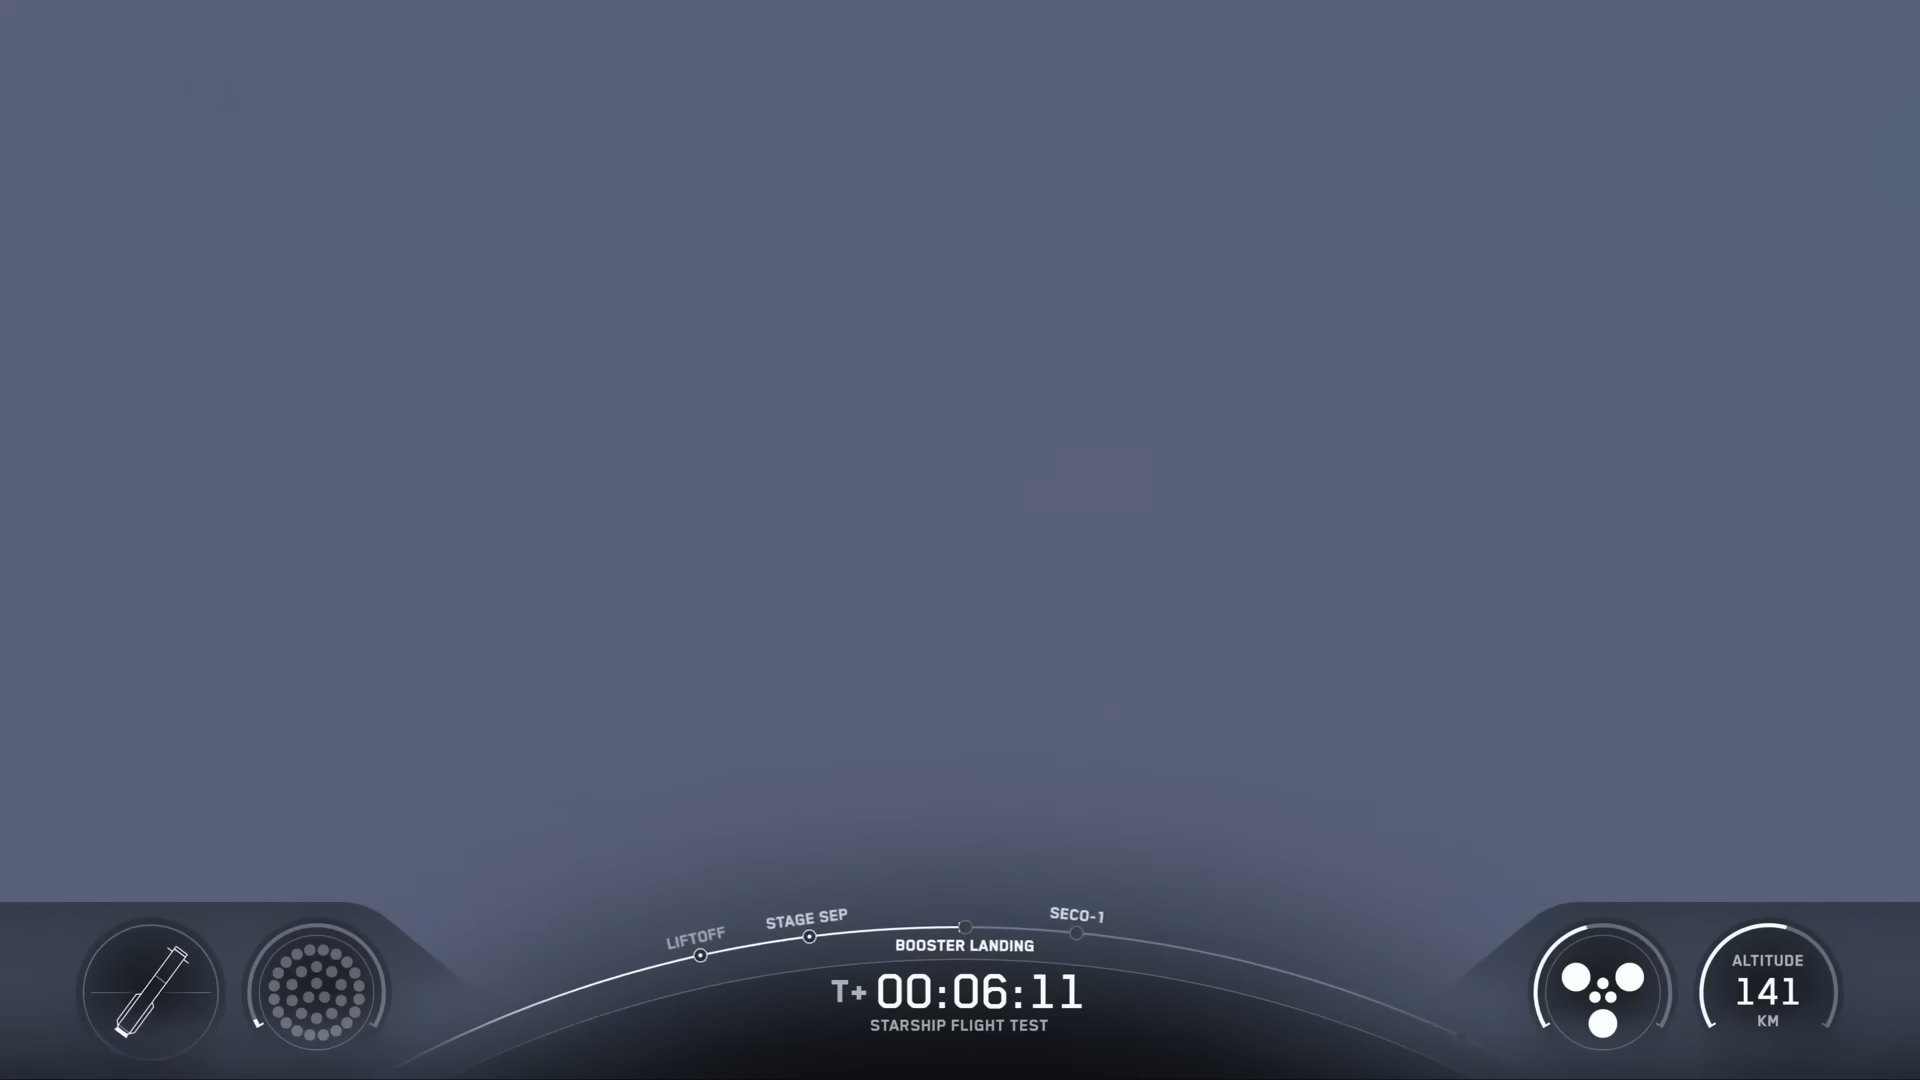 LIFTOFF
STAGE SEP
BOOSTER LANDING
SECO-1
T+ 00:06:11
STARSHIP FLIGHT TEST
ALTITUDE
141
KM